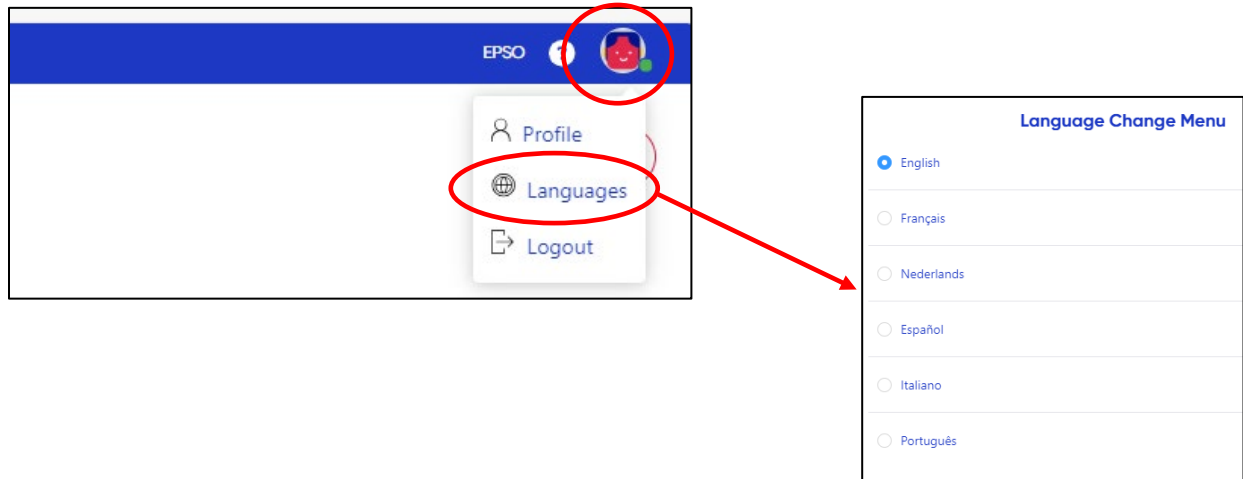 EPSO ?
Profile
Languages
Logout
Language Change Menu
English
Français
Nederlands
Español
Italiano
Português